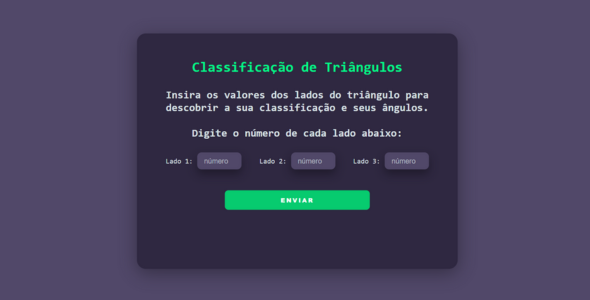 Classificação de Triângulos
Insira os valores dos lados do triângulo para
descobrir a sua classificação e seus ângulos.
Digite o número de cada lado abaixo:
Lado 1: número Lado 2: número Lado 3: número
ENVIAR